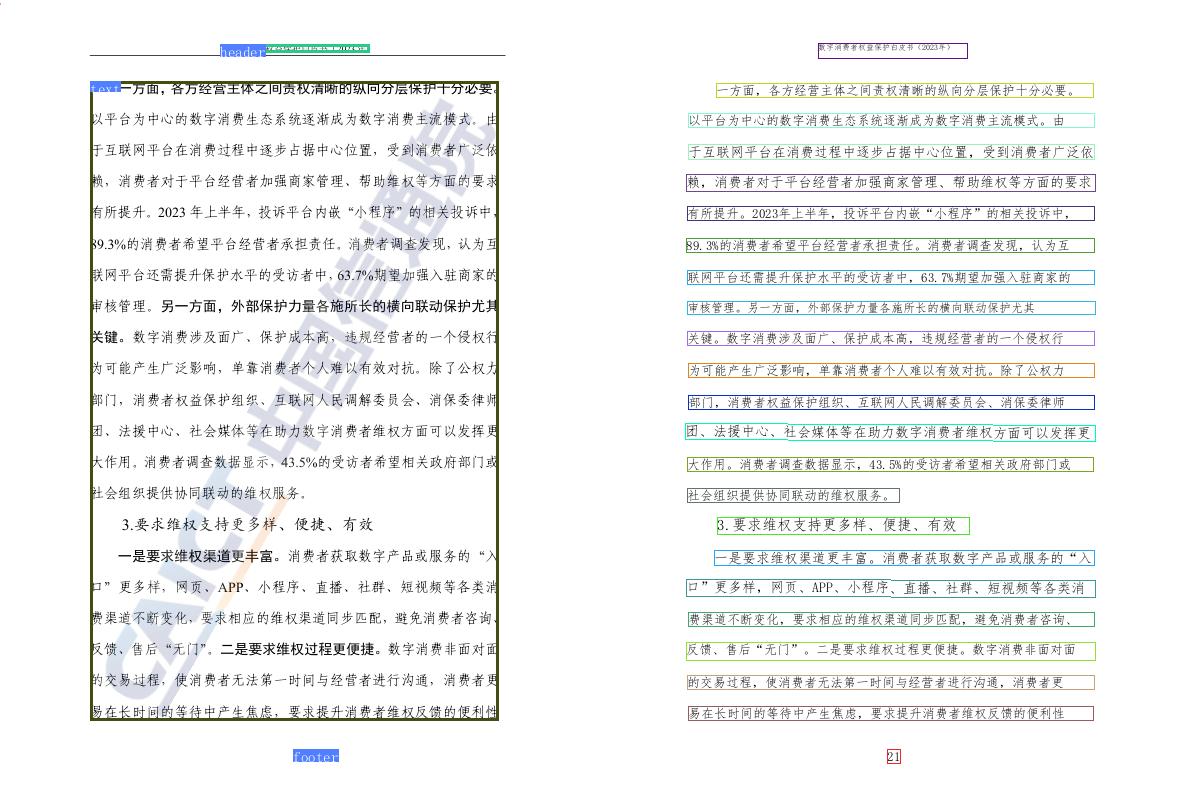 header
text
一方面，各方经营主体之间责权清晰的纵向分层保护十分必要。
以平台为中心的数字消费生态系统逐渐成为数字消费主流模式。由
于互联网平台在消费过程中逐步占据中心位置，受到消费者广泛依
赖，消费者对于平台经营者加强商家管理、帮助维权等方面的要求
有所提升。2023 年上半年，投诉平台内嵌“小程序”的相关投诉中，
89.3%的消费者希望平台经营者承担责任。消费者调查发现，认为互
联网平台还需提升保护水平的受访者中，63.7%期望加强入驻商家的
审核管理。另一方面，外部保护力量各施所长的横向联动保护尤其
关键。数字消费涉及面广、保护成本高，违规经营者的一个侵权行
为可能产生广泛影响，单靠消费者个人难以有效对抗。除了公权力
部门，消费者权益保护组织、互联网人民调解委员会、消保委律师
团、法援中心、社会媒体等在助力数字消费者维权方面可以发挥更
大作用。消费者调查数据显示，43.5%的受访者希望相关政府部门或
社会组织提供协同联动的维权服务。
3.要求维权支持更多样、便捷、有效
一是要求维权渠道更丰富。消费者获取数字产品或服务的“入
口”更多样，网页、APP、小程序、直播、社群、短视频等各类消
费渠道不断变化，要求相应的维权渠道同步匹配，避免消费者咨询、
反馈、售后“无门”。二是要求维权过程更便捷。数字消费非面对面
的交易过程，使消费者无法第一时间与经营者进行沟通，消费者更
易在长时间的等待中产生焦虑，要求提升消费者维权反馈的便利性
CAICT 中国信通院
footer
数字消费者权益保护白皮书（2023年）
一方面，各方经营主体之间责权清晰的纵向分层保护十分必要。
以平台为中心的数字消费生态系统逐渐成为数字消费主流模式。由
于互联网平台在消费过程中逐步占据中心位置，受到消费者广泛依
赖，消费者对于平台经营者加强商家管理、帮助维权等方面的要求
有所提升。2023年上半年，投诉平台内嵌“小程序”的相关投诉中，
89.3%的消费者希望平台经营者承担责任。消费者调查发现，认为互
联网平台还需提升保护水平的受访者中，63.7%期望加强入驻商家的
审核管理。另一方面，外部保护力量各施所长的横向联动保护尤其
关键。数字消费涉及面广、保护成本高，违规经营者的一个侵权行
为可能产生广泛影响，单靠消费者个人难以有效对抗。除了公权力
部门，消费者权益保护组织、互联网人民调解委员会、消保委律师
团、法援中心、社会媒体等在助力数字消费者维权方面可以发挥更
大作用。消费者调查数据显示，43.5%的受访者希望相关政府部门或
社会组织提供协同联动的维权服务。
3.要求维权支持更多样、便捷、有效
一是要求维权渠道更丰富。消费者获取数字产品或服务的“入
口”更多样，网页、APP、小程序、直播、社群、短视频等各类消
费渠道不断变化，要求相应的维权渠道同步匹配，避免消费者咨询、
反馈、售后“无门”。二是要求维权过程更便捷。数字消费非面对面
的交易过程，使消费者无法第一时间与经营者进行沟通，消费者更
易在长时间的等待中产生焦虑，要求提升消费者维权反馈的便利性
21